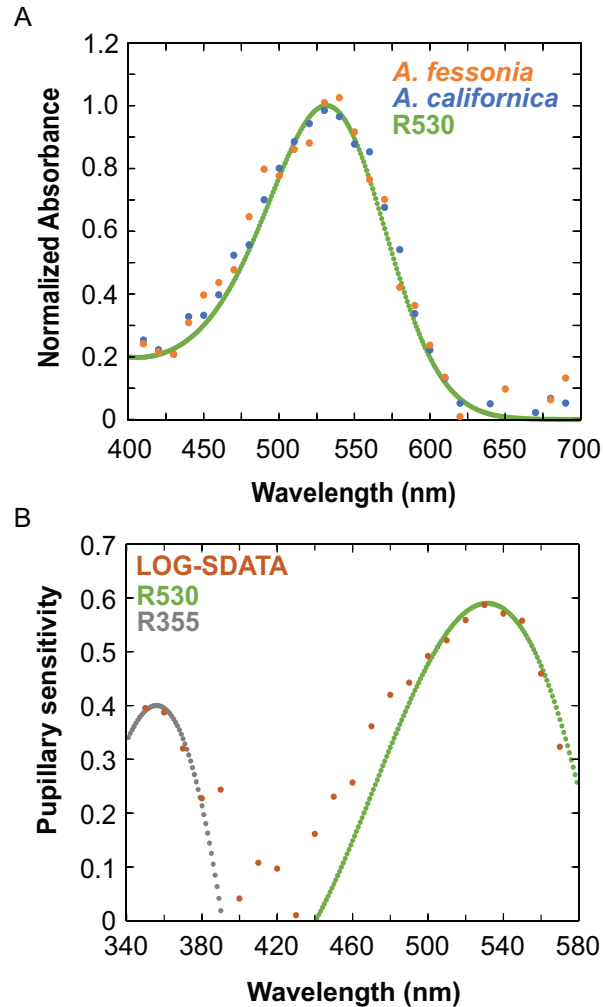 A
1.2
1.0
0.8
0.6
0.4
0.2
0
Normalized Absorbance
A. fessonia
A. californica
R530
400 450 500 550 600 650 700
Wavelength (nm)
B
0.7
0.6
0.5
0.4
0.3
0.2
0.1
0
Pupillary sensitivity
LOG-SDATA
R530
R355
340 380 420 460 500 540 580
Wavelength (nm)